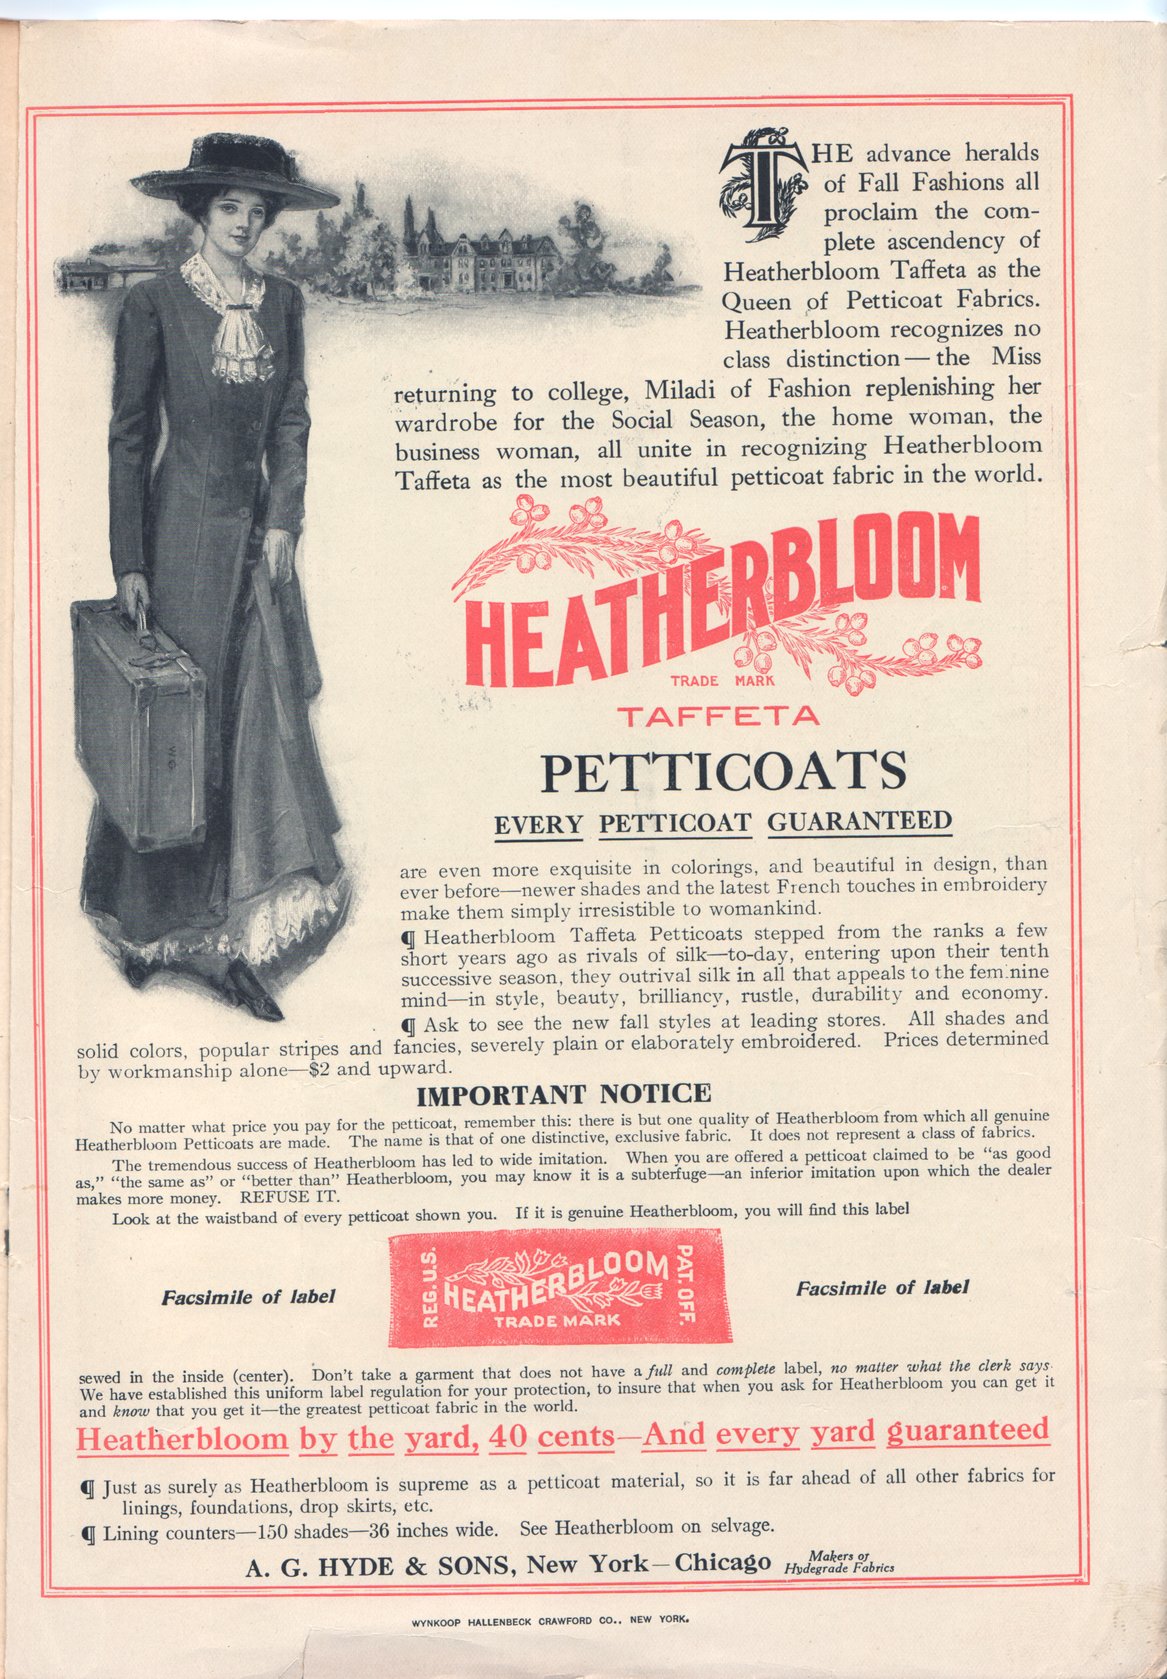 THE advance heralds
of Fall Fashions all
proclaim the com-
plete ascendency of
Heatherbloom Taffeta as the
Queen of Petticoat Fabrics.
Heatherbloom recognizes no
class distinction—the Miss
returning to college, Miladi of Fashion replenishing her
wardrobe for the Social Season, the home woman, the
business woman, all unite in recognizing Heatherbloom
Taffeta as the most beautiful petticoat fabric in the world.
HEATHERBLOOM
TRADE MARK
TAFFETA
PETTICOATS
EVERY PETTICOAT GUARANTEED
W.G.
are even more exquisite in colorings, and beautiful in design, than
ever before—newer shades and the latest French touches in embroidery
make them simply irresistible to womankind.
¶ Heatherbloom Taffeta Petticoats stepped from the ranks a few
short years ago as rivals of silk—to-day, entering upon their tenth
successive season, they outrival silk in all that appeals to the feminine
mind—in style, beauty, brilliancy, rustle, durability and economy.
¶ Ask to see the new fall styles at leading stores. All shades and
solid colors, popular stripes and fancies, severely plain or elaborately embroidered. Prices determined
by workmanship alone—$2 and upward.
IMPORTANT NOTICE
No matter what price you pay for the petticoat, remember this: there is but one quality of Heatherbloom from which all genuine
Heatherbloom Petticoats are made. The name is that of one distinctive, exclusive fabric. It does not represent a class of fabrics.
The tremendous success of Heatherbloom has led to wide imitation. When you are offered a petticoat claimed to be "as good
as," "the same as" or "better than" Heatherbloom, you may know it is a subterfuge—an inferior imitation upon which the dealer
makes more money. REFUSE IT.
Look at the waistband of every petticoat shown you. If it is genuine Heatherbloom, you will find this label
Facsimile of label
REG. U.S.
HEATHERBLOOM
TRADE MARK
PAT. OFF.
Facsimile of label
sewed in the inside (center). Don't take a garment that does not have a full and complete label, no matter what the clerk says.
We have established this uniform label regulation for your protection, to insure that when you ask for Heatherbloom you can get it
and know that you get it—the greatest petticoat fabric in the world.
Heatherbloom by the yard, 40 cents—And every yard guaranteed
¶ Just as surely as Heatherbloom is supreme as a petticoat material, so it is far ahead of all other fabrics for
linings, foundations, drop skirts, etc.
¶ Lining counters—150 shades—36 inches wide. See Heatherbloom on selvage.
A. G. HYDE & SONS, New York—Chicago
Makers of
Hydegrade Fabrics
WYNKOOP HALLENBECK CRAWFORD CO., NEW YORK.